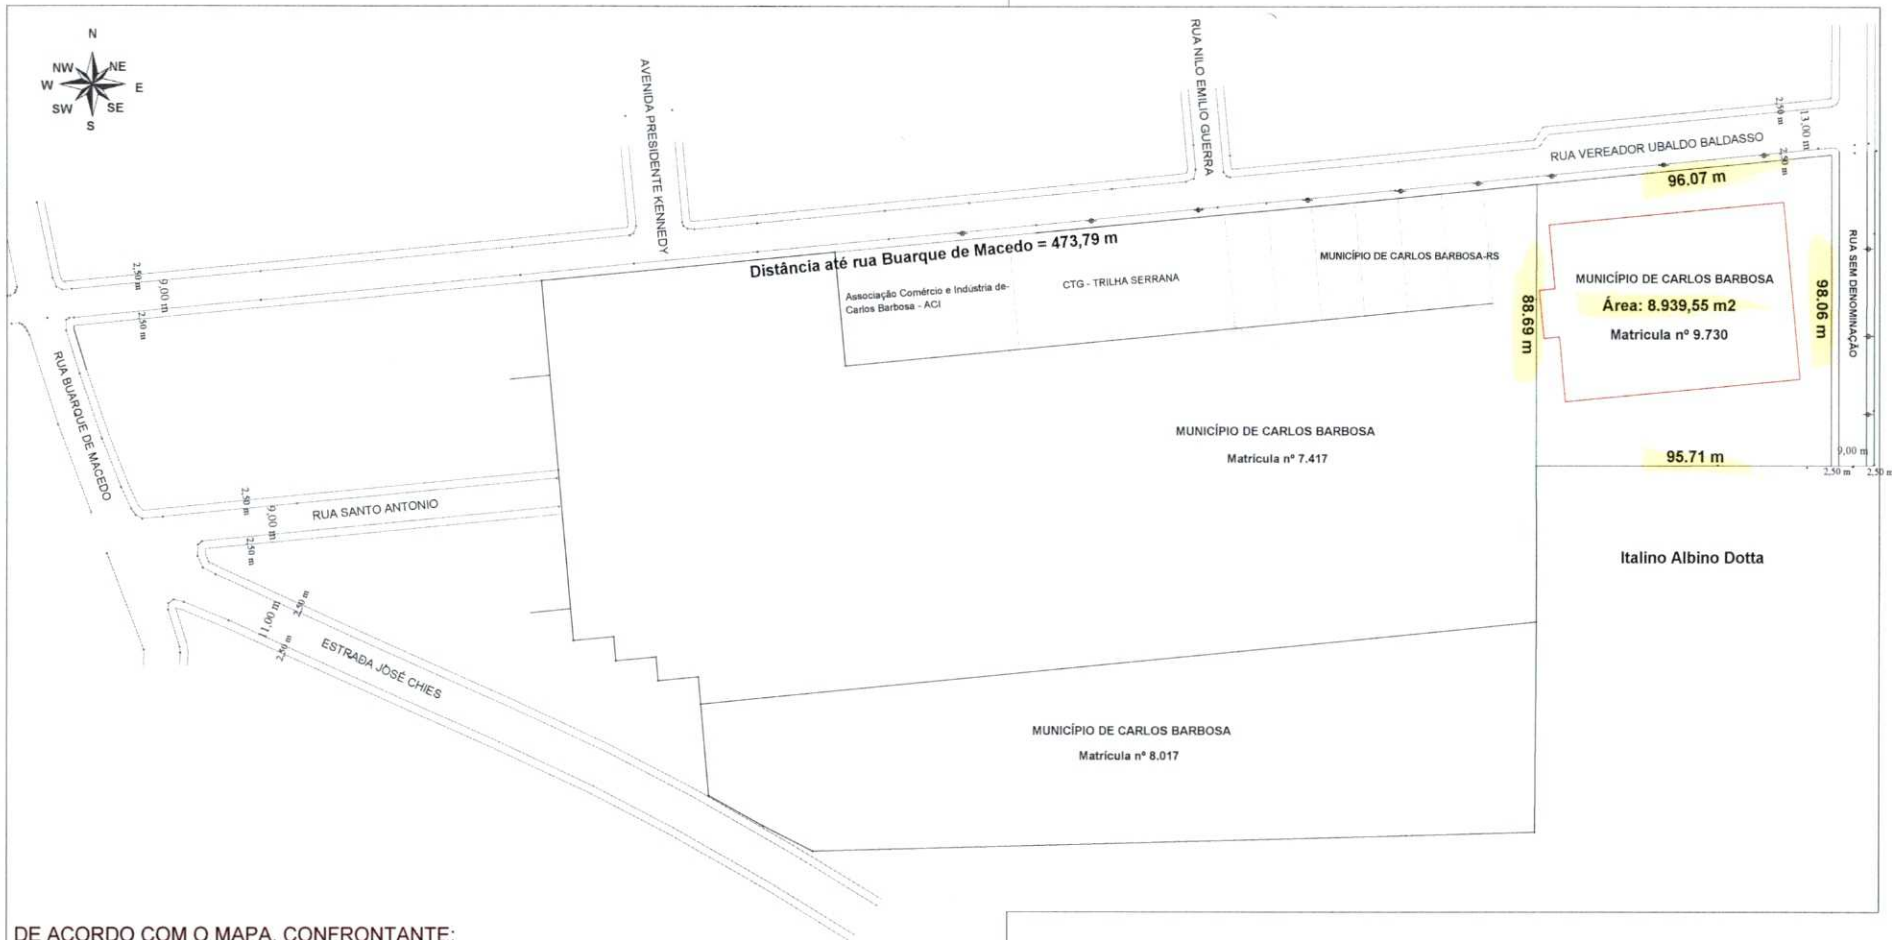 N
NW NE
W E
SW SE
S
AVENIDA PRESIDENTE KENNEDY
RUA NILO EMILIO GUERRA
2,50 m
13,00 m
2,50 m
RUA VEREADOR UBALDO BALDASSO
96.07 m
2,50 m
9,00 m
2,50 m
Distância até rua Buarque de Macedo = 473,79 m
Associação Comércio e Indústria de-
Carlos Barbosa - ACI
CTG - TRILHA SERRANA
MUNICÍPIO DE CARLOS BARBOSA-RS
88.69 m
MUNICÍPIO DE CARLOS BARBOSA
Área: 8.939,55 m2
Matricula nº 9.730
98.06 m
RUA SEM DENOMINAÇÃO
RUA BUARQUE DE MACEDO
MUNICÍPIO DE CARLOS BARBOSA
Matrícula nº 7.417
95.71 m
9,00 m
2,50 m
2,50 m
2,50 m
9,00 m
2,50 m
RUA SANTO ANTONIO
Italino Albino Dotta
11,00 m
2,50 m
2,50 m
ESTRADA JOSÉ CHIES
MUNICÍPIO DE CARLOS BARBOSA
Matrícula nº 8.017
DE ACORDO COM O MAPA, CONFRONTANTE: